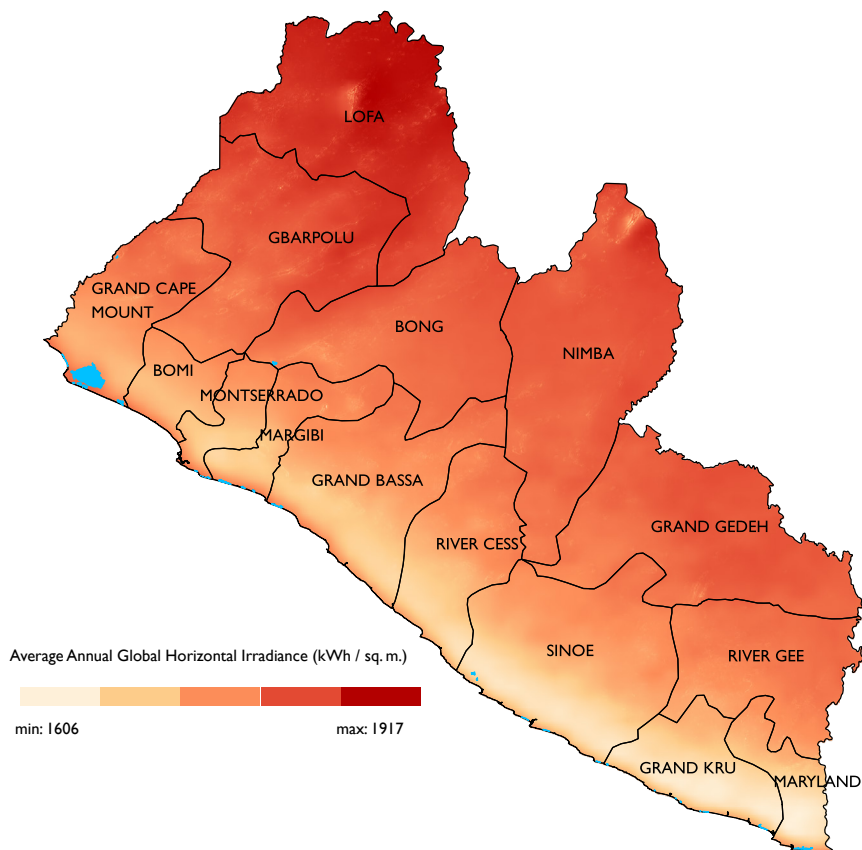 LOFA
GBARPOLU
GRAND CAPE
MOUNT
BONG
NIMBA
BOMI
MONTSERRADO
MARGIBI
GRAND BASSA
GRAND GEDEH
RIVER CESS
SINOE
RIVER GEE
Average Annual Global Horizontal Irradiance (kWh / sq. m.)
min: 1606
max: 1917
GRAND KRU
MARYLAND